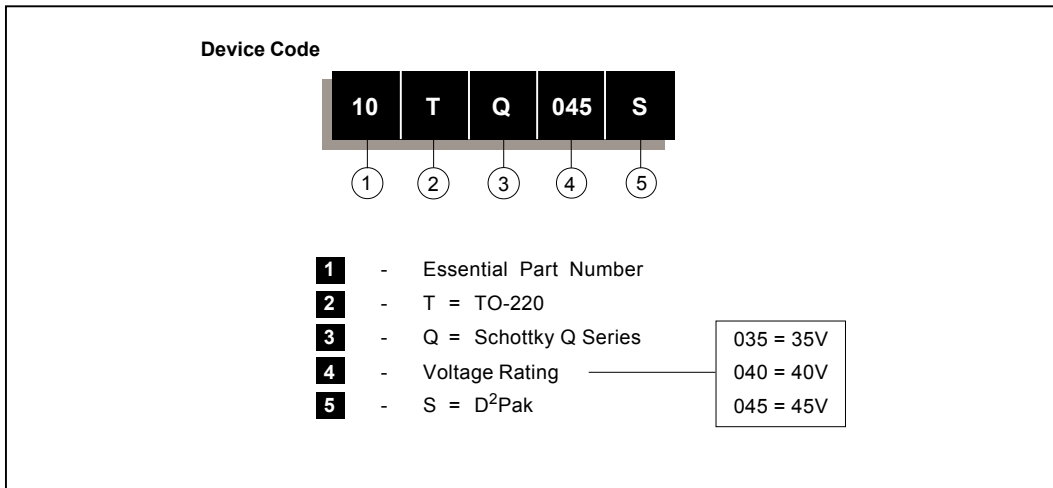 Device Code
10 T Q 045 S
1 2 3 4 5
1 - Essential Part Number
2 - T = TO-220
3 - Q = Schottky Q Series
4 - Voltage Rating
5 - S = D²Pak
035 = 35V
040 = 40V
045 = 45V